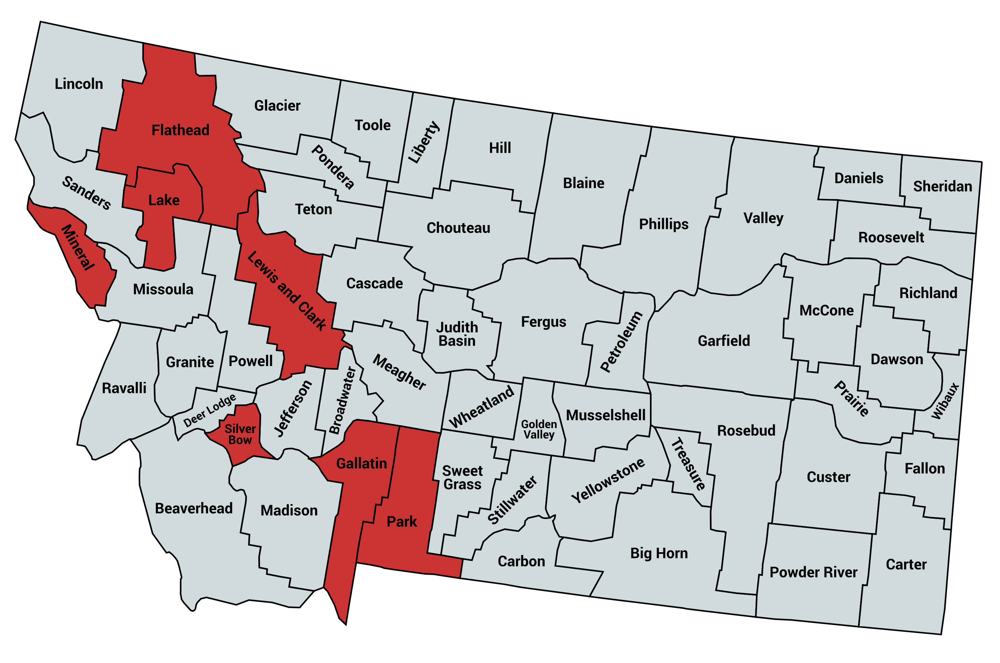 Lincoln
Flathead
Glacier
Toole
Liberty
Hill
Blaine
Phillips
Valley
Daniels
Sheridan
Roosevelt
Sanders
Lake
Pondera
Teton
Chouteau
Mineral
Missoula
Lewis and Clark
Cascade
Judith
Basin
Fergus
Petroleum
Garfield
McCone
Richland
Dawson
Wibaux
Prairie
Ravalli
Granite
Powell
Deer Lodge
Silver
Bow
Jefferson
Broadwater
Meagher
Wheatland
Golden
Valley
Musselshell
Rosebud
Treasure
Custer
Fallon
Beaverhead
Madison
Gallatin
Park
Sweet
Grass
Stillwater
Yellowstone
Carbon
Big Horn
Powder River
Carter